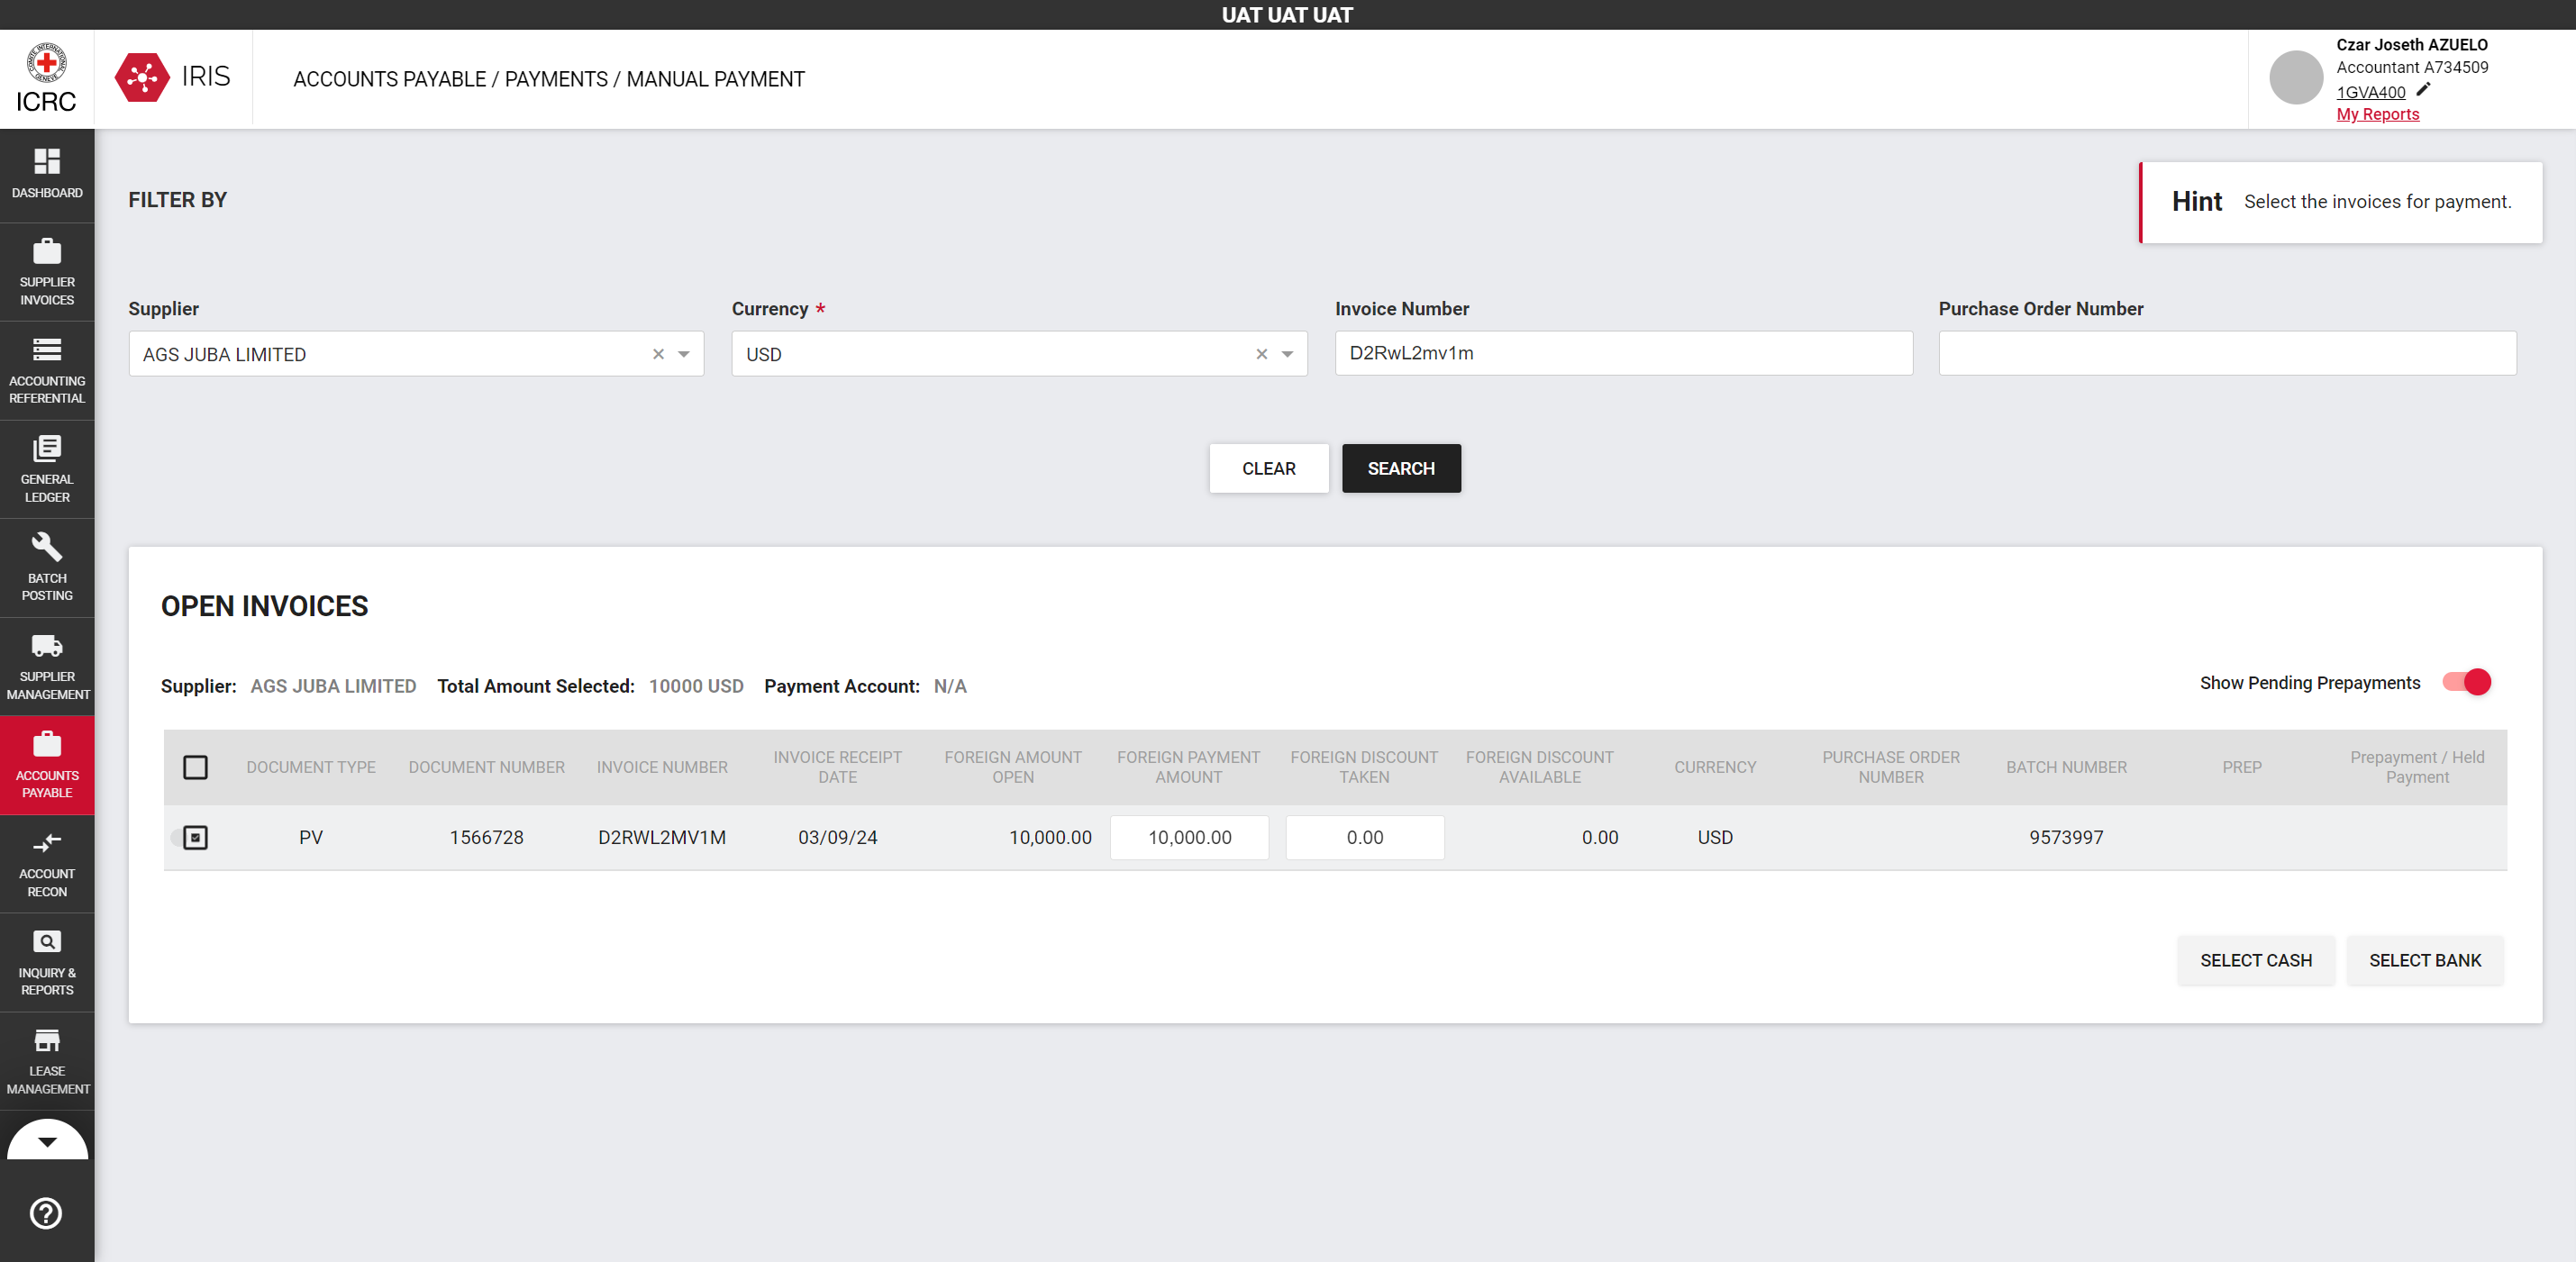 UAT UAT UAT
ICRC
IRIS
ACCOUNTS PAYABLE / PAYMENTS / MANUAL PAYMENT
Czar Joseth AZUELO
Accountant A734509
1GVA400
My Reports
DASHBOARD
SUPPLIER
INVOICES
ACCOUNTING
REFERENTIAL
GENERAL
LEDGER
BATCH
POSTING
SUPPLIER
MANAGEMENT
ACCOUNTS
PAYABLE
ACCOUNT
RECON
INQUIRY &
REPORTS
LEASE
MANAGEMENT
FILTER BY
Hint Select the invoices for payment.
Supplier Currency * Invoice Number Purchase Order Number
AGS JUBA LIMITED USD D2RwL2mv1m
CLEAR SEARCH
OPEN INVOICES
Supplier: AGS JUBA LIMITED Total Amount Selected: 10000 USD Payment Account: N/A
Show Pending Prepayments
DOCUMENT TYPE DOCUMENT NUMBER INVOICE NUMBER INVOICE RECEIPT DATE FOREIGN AMOUNT OPEN FOREIGN PAYMENT AMOUNT FOREIGN DISCOUNT TAKEN FOREIGN DISCOUNT AVAILABLE CURRENCY PURCHASE ORDER NUMBER BATCH NUMBER PREP Prepayment / Held Payment
PV 1566728 D2RWL2MV1M 03/09/24 10,000.00 10,000.00 0.00 0.00 USD 9573997
SELECT CASH SELECT BANK